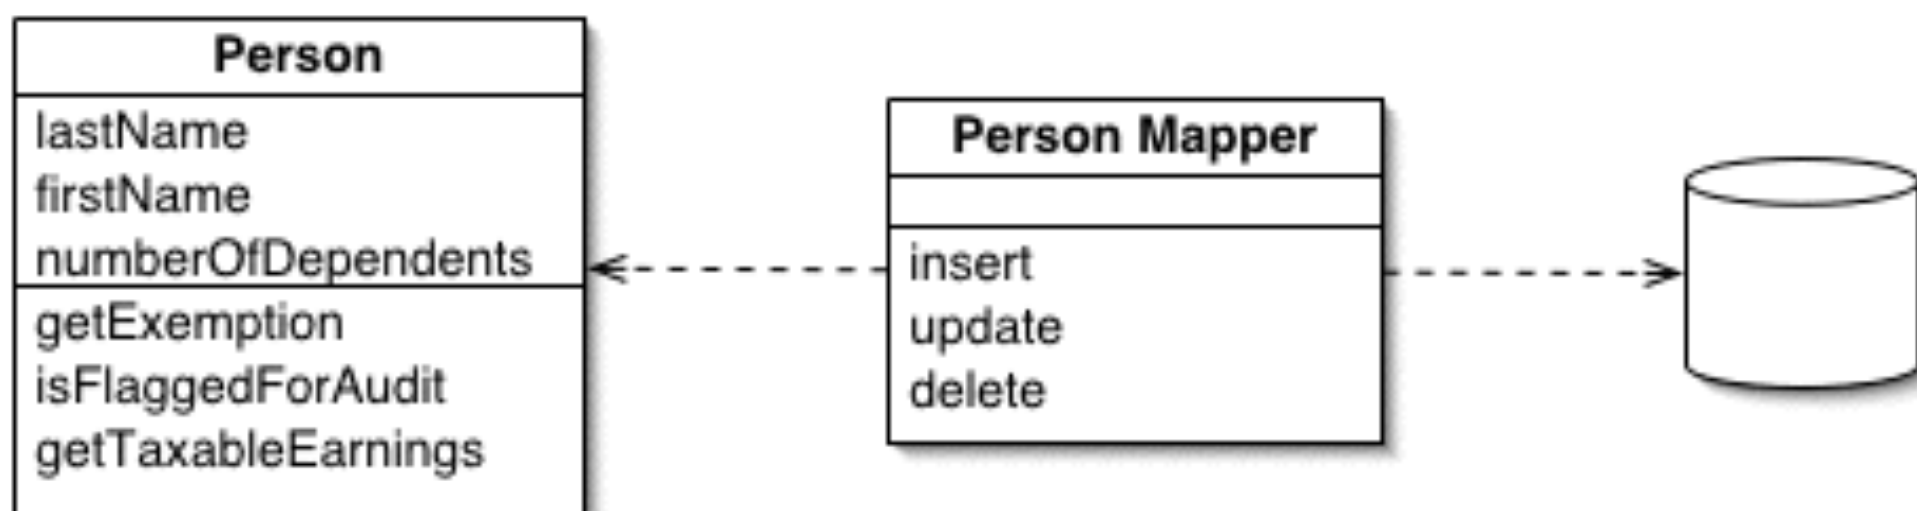 Person
lastName
firstName
numberOfDependents
getExemption
isFlaggedForAudit
getTaxableEarnings
Person Mapper
insert
update
delete